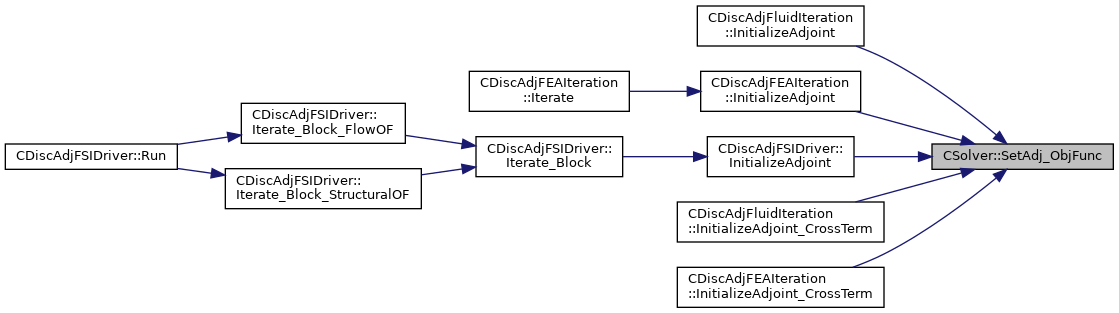 CDiscAdjFluidIteration
::InitializeAdjoint
CDiscAdjFEAIteration
::Iterate
CDiscAdjFEAIteration
::InitializeAdjoint
CDiscAdjFSIDriver::
Iterate_Block_FlowOF
CDiscAdjFSIDriver::Run
CDiscAdjFSIDriver::
Iterate_Block
CDiscAdjFSIDriver::
InitializeAdjoint
CSolver::SetAdj_ObjFunc
CDiscAdjFSIDriver::
Iterate_Block_StructuralOF
CDiscAdjFluidIteration
::InitializeAdjoint_CrossTerm
CDiscAdjFEAIteration
::InitializeAdjoint_CrossTerm